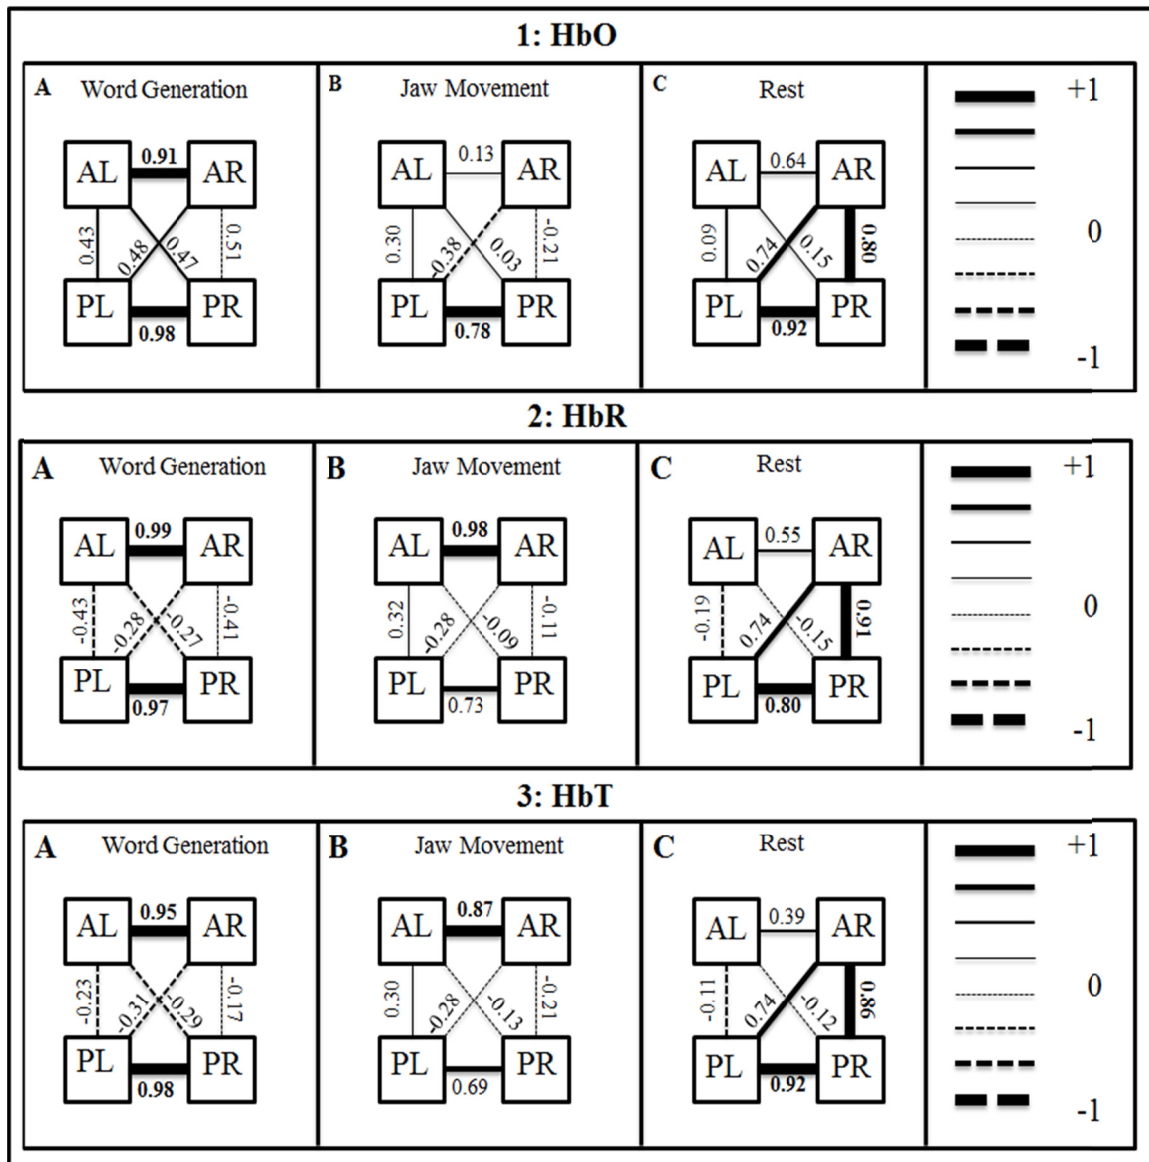 1: HbO
A Word Generation
0.91
AL AR
0.43 0.48 0.47 0.51
PL PR
0.98
B Jaw Movement
0.13
AL AR
0.30 -0.38 0.03 -0.21
PL PR
0.78
C Rest
0.64
AL AR
0.09 0.74 0.15 0.80
PL PR
0.92
+1
0
-1
2: HbR
A Word Generation
0.99
AL AR
-0.43 -0.28 -0.27 -0.41
PL PR
0.97
B Jaw Movement
0.98
AL AR
0.32 -0.28 -0.09 -0.11
PL PR
0.73
C Rest
0.55
AL AR
-0.19 0.74 -0.15 0.91
PL PR
0.80
+1
0
-1
3: HbT
A Word Generation
0.95
AL AR
-0.23 -0.31 -0.29 -0.17
PL PR
0.98
B Jaw Movement
0.87
AL AR
0.30 -0.28 -0.13 -0.21
PL PR
0.69
C Rest
0.39
AL AR
-0.11 0.74 -0.12 0.86
PL PR
0.92
+1
0
-1